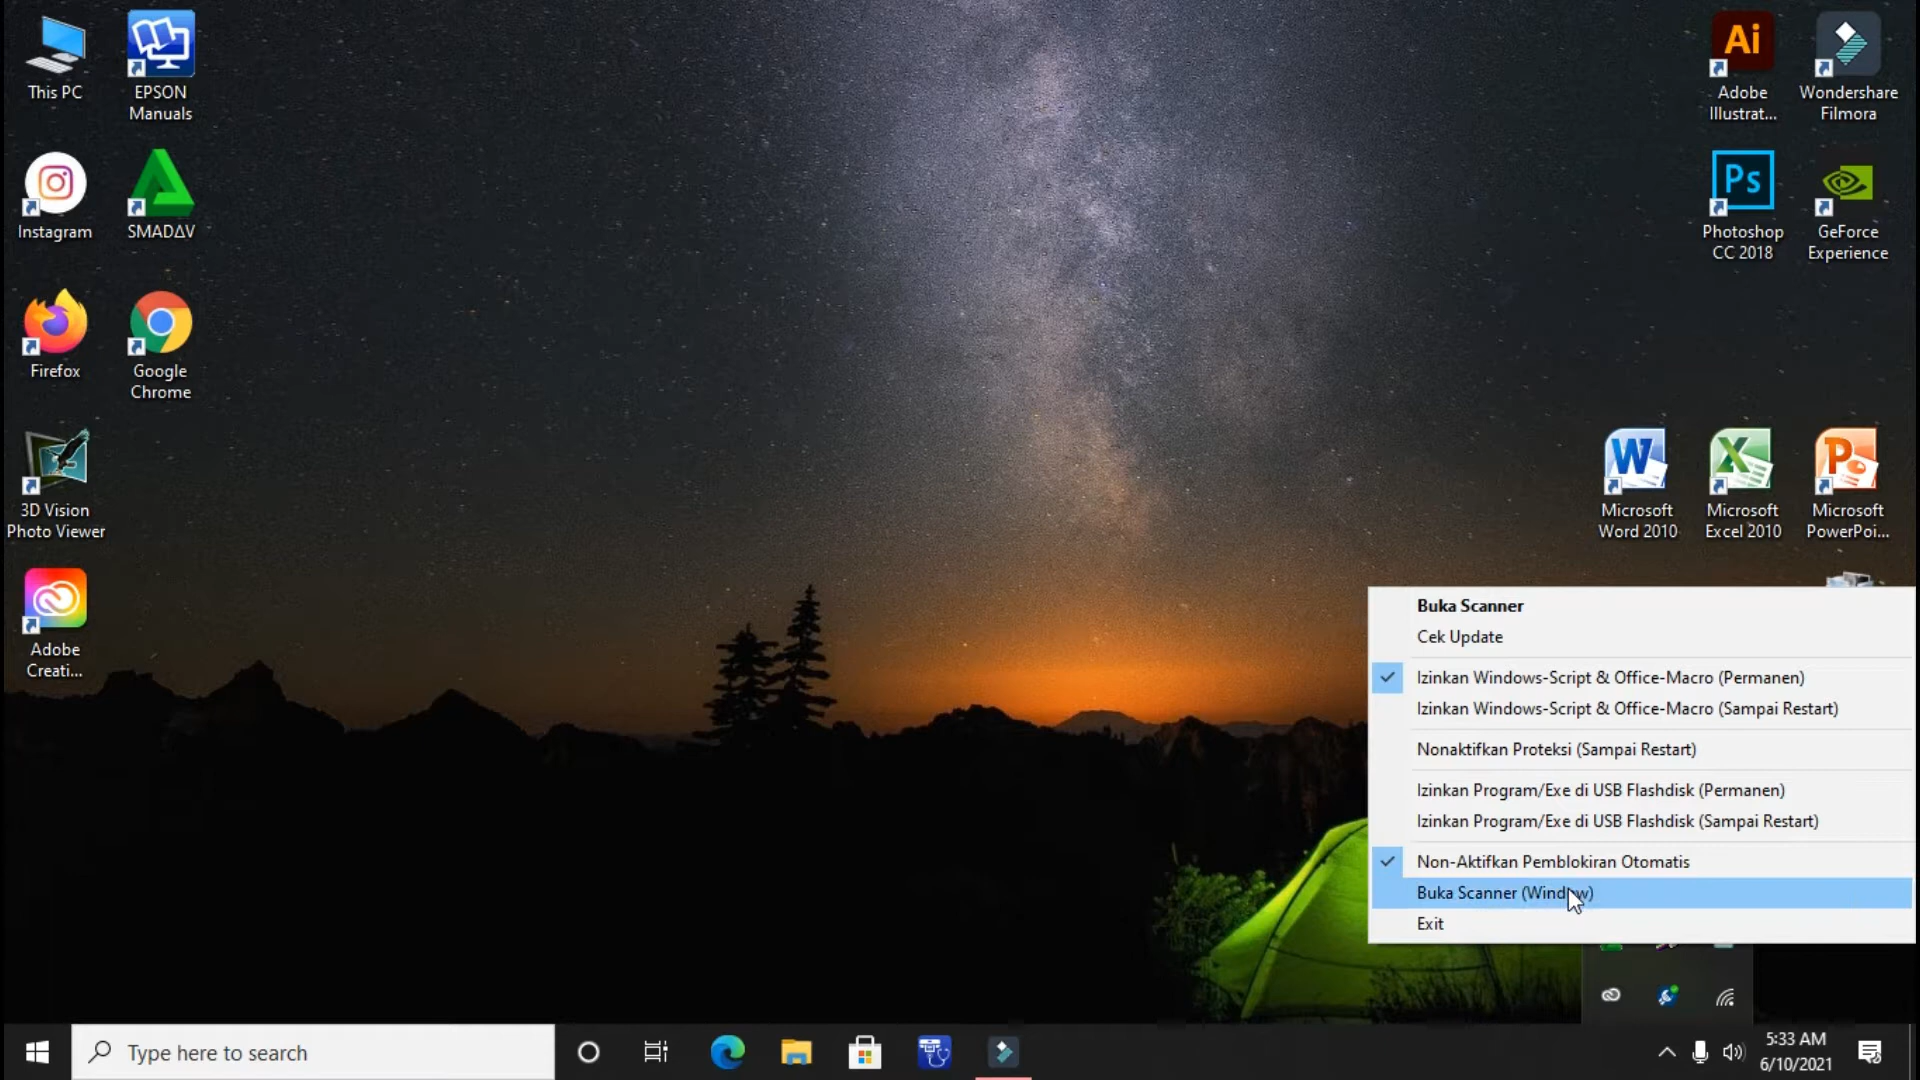 This PC
EPSON
Manuals
Instagram
SMADΔV
Firefox
Google
Chrome
3D Vision
Photo Viewer
Adobe
Creati...
Ai
Adobe
Illustrat...
Wondershare
Filmora
Ps
Photoshop
CC 2018
GeForce
Experience
W
Microsoft
Word 2010
X
Microsoft
Excel 2010
P
Microsoft
PowerPoi...
Buka Scanner
Cek Update
Izinkan Windows-Script & Office-Macro (Permanen)
Izinkan Windows-Script & Office-Macro (Sampai Restart)
Nonaktifkan Proteksi (Sampai Restart)
Izinkan Program/Exe di USB Flashdisk (Permanen)
Izinkan Program/Exe di USB Flashdisk (Sampai Restart)
Non-Aktifkan Pemblokiran Otomatis
Buka Scanner (Window)
Exit
Type here to search
5:33 AM
6/10/2021